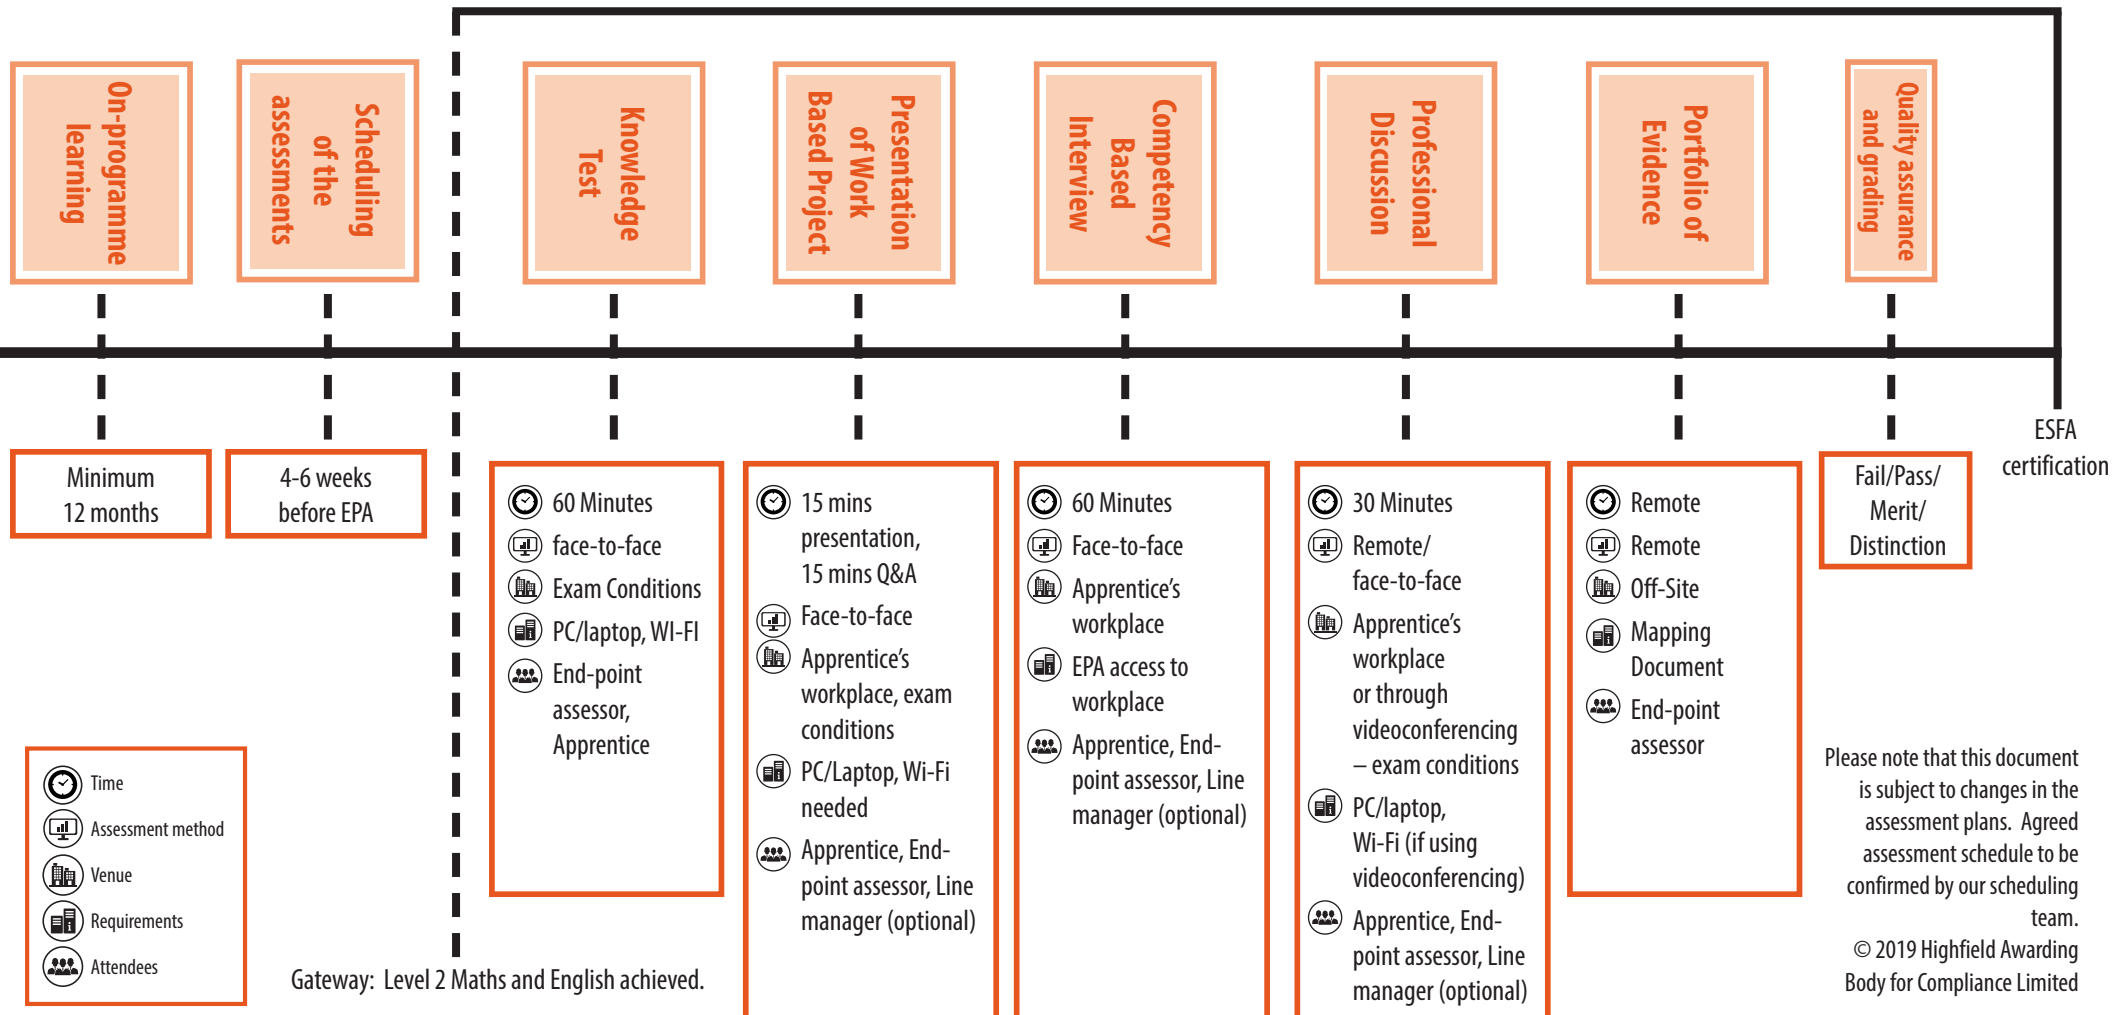 On-programme
learning
Scheduling
of the
assessments
Knowledge
Test
Presentation
of Work
Based Project
Competency
Based
Interview
Professional
Discussion
Portfolio of
Evidence
Quality assurance
and grading
Minimum
12 months
4-6 weeks
before EPA
60 Minutes
face-to-face
Exam Conditions
PC/laptop, WI-FI
End-point
assessor,
Apprentice
15 mins
presentation,
15 mins Q&A
Face-to-face
Apprentice’s
workplace, exam
conditions
PC/Laptop, Wi-Fi
needed
Apprentice, End-
point assessor, Line
manager (optional)
60 Minutes
Face-to-face
Apprentice’s
workplace
EPA access to
workplace
Apprentice, End-
point assessor, Line
manager (optional)
30 Minutes
Remote/
face-to-face
Apprentice’s
workplace
or through
videoconferencing
– exam conditions
PC/laptop,
Wi-Fi (if using
videoconferencing)
Apprentice, End-
point assessor, Line
manager (optional)
Remote
Remote
Off-Site
Mapping
Document
End-point
assessor
Fail/Pass/
Merit/
Distinction
ESFA
certification
Time
Assessment method
Venue
Requirements
Attendees
Gateway: Level 2 Maths and English achieved.
Please note that this document
is subject to changes in the
assessment plans. Agreed
assessment schedule to be
confirmed by our scheduling
team.
© 2019 Highfield Awarding
Body for Compliance Limited